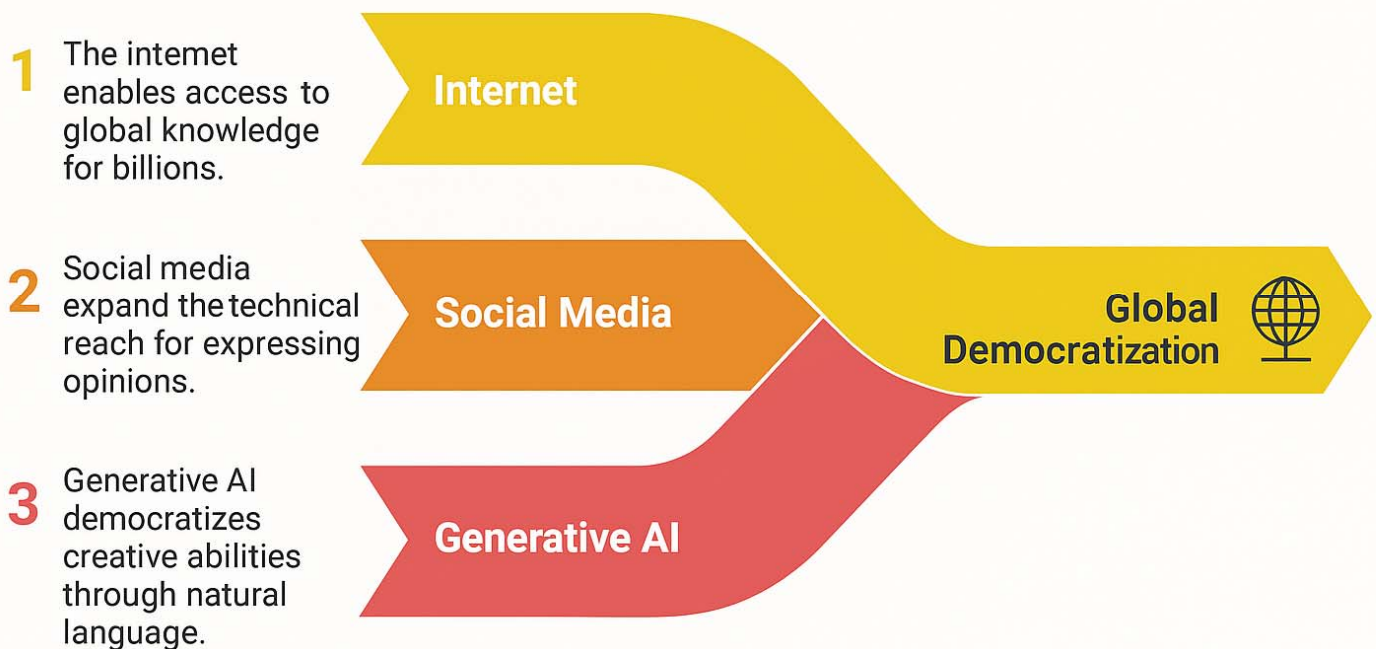 1
The internet
enables access to
global knowledge
for billions.
Internet
2
Social media
expand the technical
reach for expressing
opinions.
Social Media
3
Generative AI
democratizes
creative abilities
through natural
language.
Generative AI
Global
Democratization